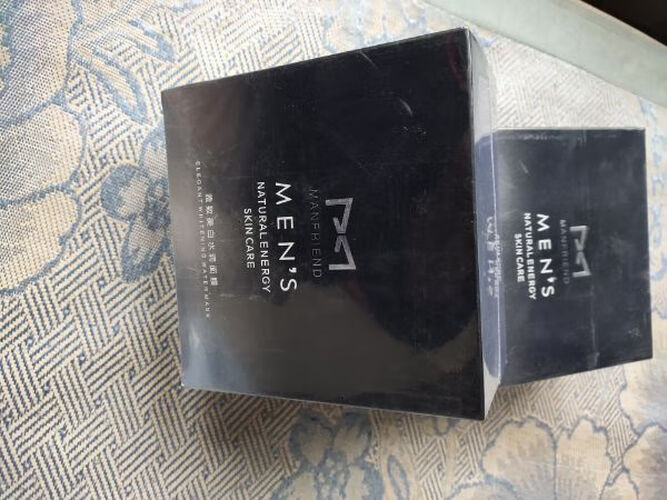 MANFRIEND
MEN'S
NATURAL ENERGY
SKIN CARE
ELEGANT WHITENING WATER MASK
MANFRIEND
MEN'S
NATURAL ENERGY
SKIN CARE